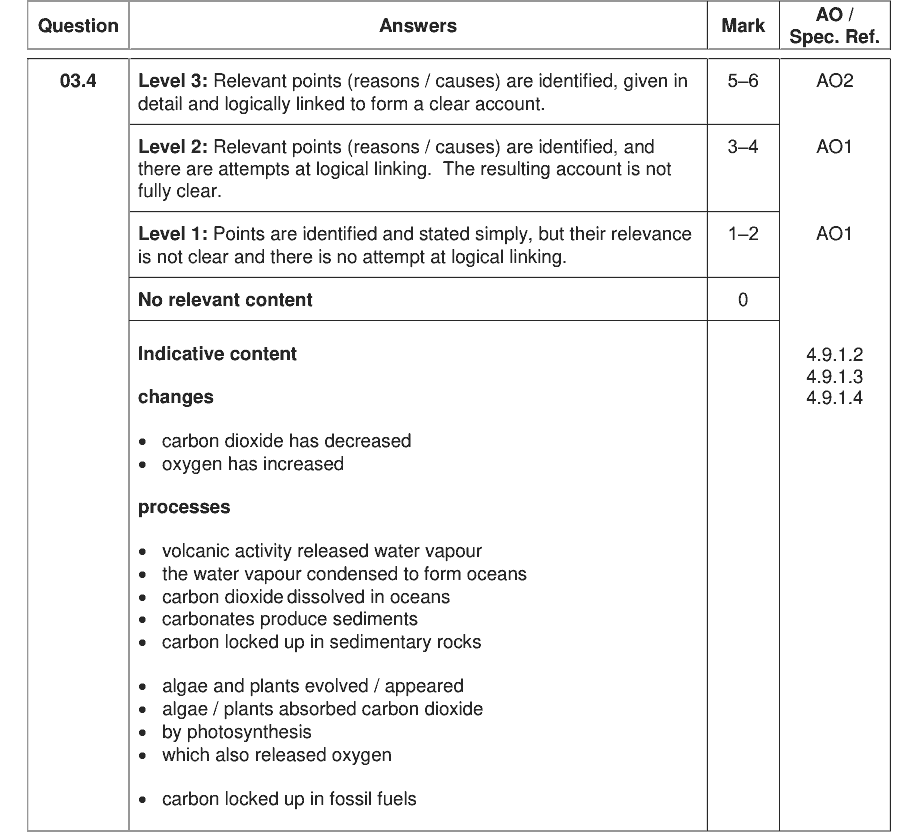 Question Answers Mark AO /
Spec. Ref.
03.4 Level 3: Relevant points (reasons / causes) are identified, given in 5–6 AO2
detail and logically linked to form a clear account.
Level 2: Relevant points (reasons / causes) are identified, and 3–4 AO1
there are attempts at logical linking. The resulting account is not
fully clear.
Level 1: Points are identified and stated simply, but their relevance 1–2 AO1
is not clear and there is no attempt at logical linking.
No relevant content 0
Indicative content 4.9.1.2
4.9.1.3
changes 4.9.1.4
• carbon dioxide has decreased
• oxygen has increased
processes
• volcanic activity released water vapour
• the water vapour condensed to form oceans
• carbon dioxide dissolved in oceans
• carbonates produce sediments
• carbon locked up in sedimentary rocks
• algae and plants evolved / appeared
• algae / plants absorbed carbon dioxide
• by photosynthesis
• which also released oxygen
• carbon locked up in fossil fuels